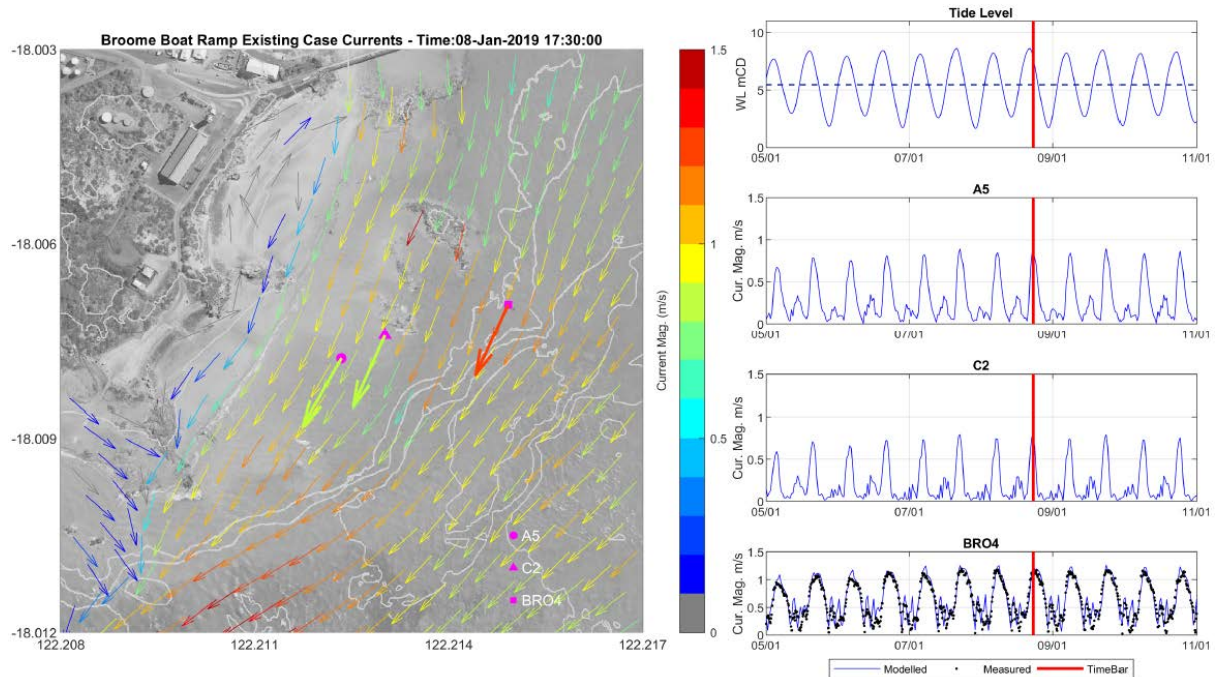 Broome Boat Ramp Existing Case Currents - Time:08-Jan-2019 17:30:00
-18.003
-18.006
-18.009
-18.012
122.208
122.211
122.214
122.217
A5
C2
BRO4
1.5
1
0.5
0
Current Mag. (m/s)
Tide Level
WL mCD
10
5
0
05/01
07/01
09/01
11/01
A5
Cur. Mag. m/s
1.5
1
0.5
0
05/01
07/01
09/01
11/01
C2
Cur. Mag. m/s
1.5
1
0.5
0
05/01
07/01
09/01
11/01
BRO4
Cur. Mag. m/s
1.5
1
0.5
0
05/01
07/01
09/01
11/01
Modelled
Measured
TimeBar